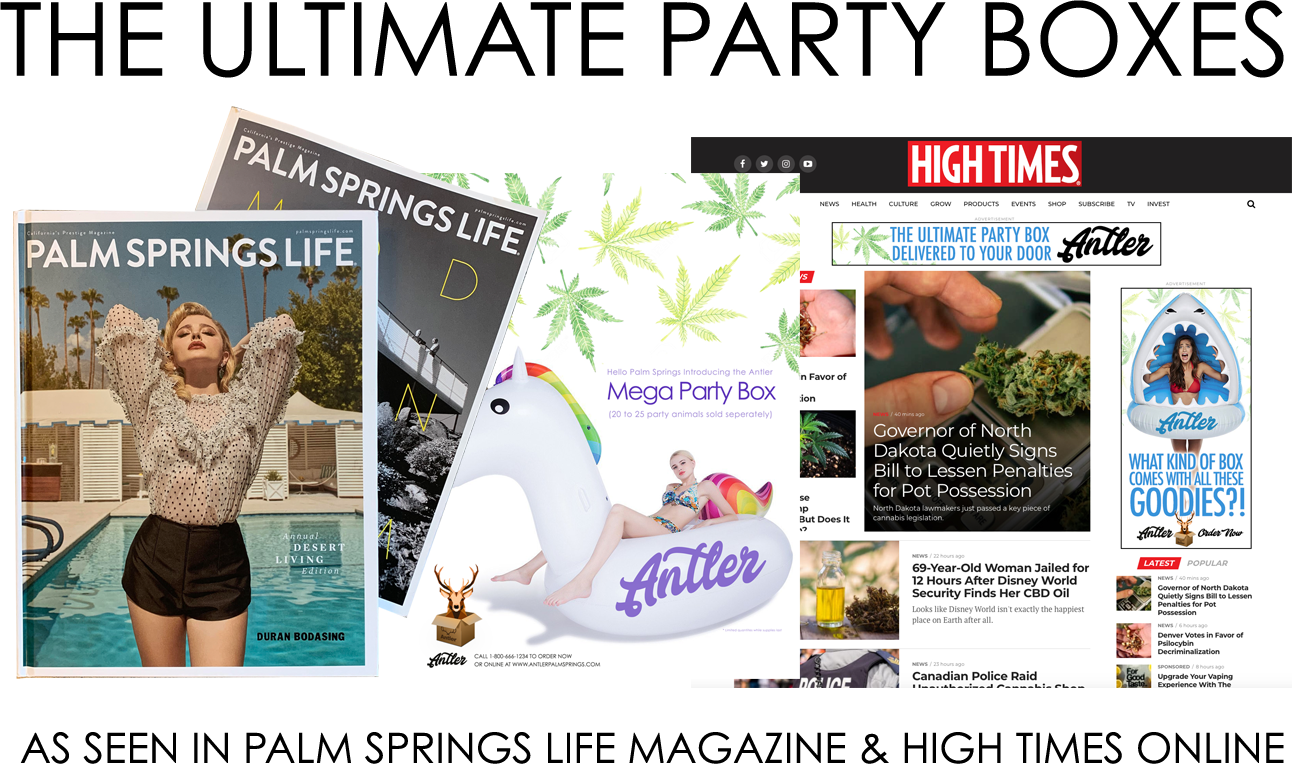 THE ULTIMATE PARTY BOXES
California's Prestige Magazine
palmspringslife.com
PALM SPRINGS LIFE
D
N
M
California's Prestige Magazine
palmspringslife.com
PALM SPRINGS LIFE
Annual
DESERT
LIVING
Edition
DURAN BODASING
Hello Palm Springs Introducing the Antler
Mega Party Box
(20 to 25 party animals sold seperately)
Antler
Antler
CALL 1-800-666-1234 TO ORDER NOW
OR ONLINE AT WWW.ANTLERPALMSPRINGS.COM
HIGH TIMES
NEWS HEALTH CULTURE GROW PRODUCTS EVENTS SHOP SUBSCRIBE TV INVEST
ADVERTISEMENT
THE ULTIMATE PARTY BOX
DELIVERED TO YOUR DOOR
Antler
n Favor of
NEWS / 40 mins ago
Governor of North
Dakota Quietly Signs
Bill to Lessen Penalties
for Pot Possession
North Dakota lawmakers just passed a key piece of
cannabis legislation.
But Does It
NEWS / 22 hours ago
69-Year-Old Woman Jailed for
12 Hours After Disney World
Security Finds Her CBD Oil
Looks like Disney World isn't exactly the happiest
place on Earth after all.
POLICE
NEWS / 23 hours ago
Canadian Police Raid
Unauthorized Cannabis Shop
ADVERTISEMENT
Antler
WHAT KIND OF BOX
COMES WITH ALL THESE
GOODIES?!
Antler Order Now
LATEST POPULAR
NEWS / 40 mins ago
Governor of North Dakota
Quietly Signs Bill to Lessen
Penalties for Pot
Possession
NEWS / 6 hours ago
Denver Votes in Favor of
Psilocybin
Decriminalization
For
Good
Taste.
SPONSORED / 8 hours ago
Upgrade Your Vaping
Experience With The
AS SEEN IN PALM SPRINGS LIFE MAGAZINE & HIGH TIMES ONLINE